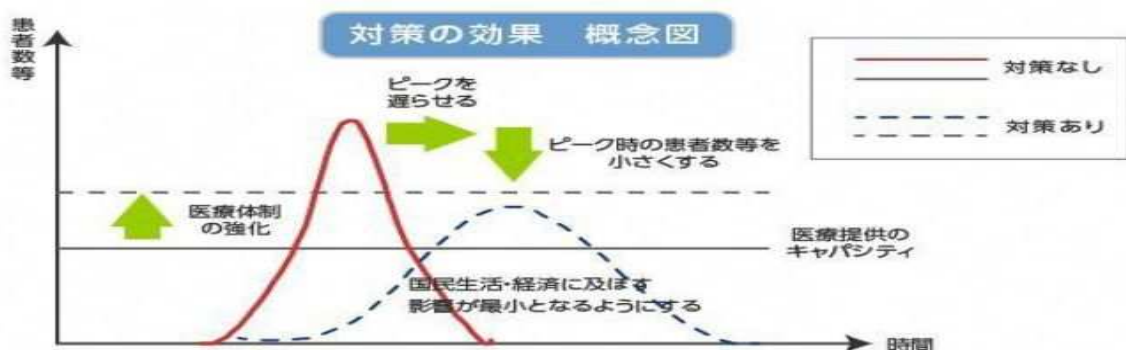 対策の効果　概念図
患者数等
対策なし
対策あり
ピークを
遅らせる
ピーク時の患者数等を
小さくする
医療体制
の強化
医療提供の
キャパシティ
国民生活・経済に及ぼす
影響が最小となるようにする
時間